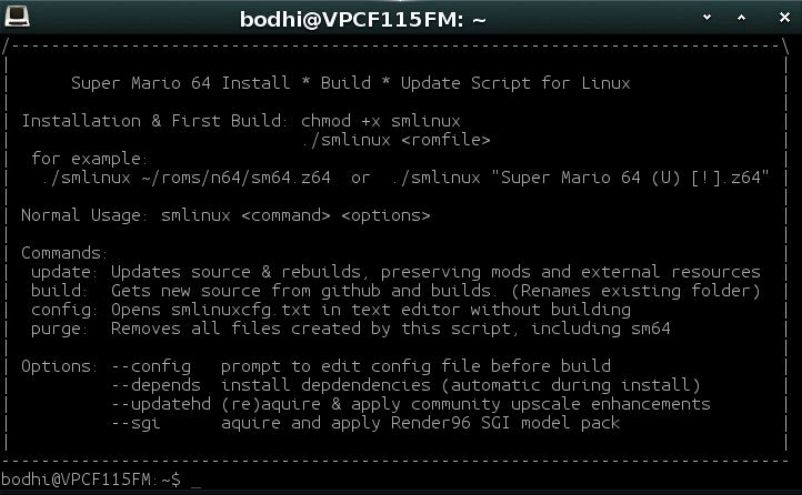 bodhi@VPCF115FM: ~
/-----------------------------------------------------------------------------\
Super Mario 64 Install * Build * Update Script for Linux
Installation & First Build: chmod +x smlinux
./smlinux <romfile>
for example:
./smlinux ~/roms/n64/sm64.z64 or ./smlinux "Super Mario 64 (U) [!].z64"
Normal Usage: smlinux <command> <options>
Commands:
update: Updates source & rebuilds, preserving mods and external resources
build: Gets new source from github and builds. (Renames existing folder)
config: Opens smlinuxcfg.txt in text editor without building
purge: Removes all files created by this script, including sm64
Options: --config prompt to edit config file before build
--depends install depdendencies (automatic during install)
--updatehd (re)aquire & apply community upscale enhancements
--sgi aquire and apply Render96 SGI model pack
-------------------------------------------------------------------------------
bodhi@VPCF115FM:~$ _